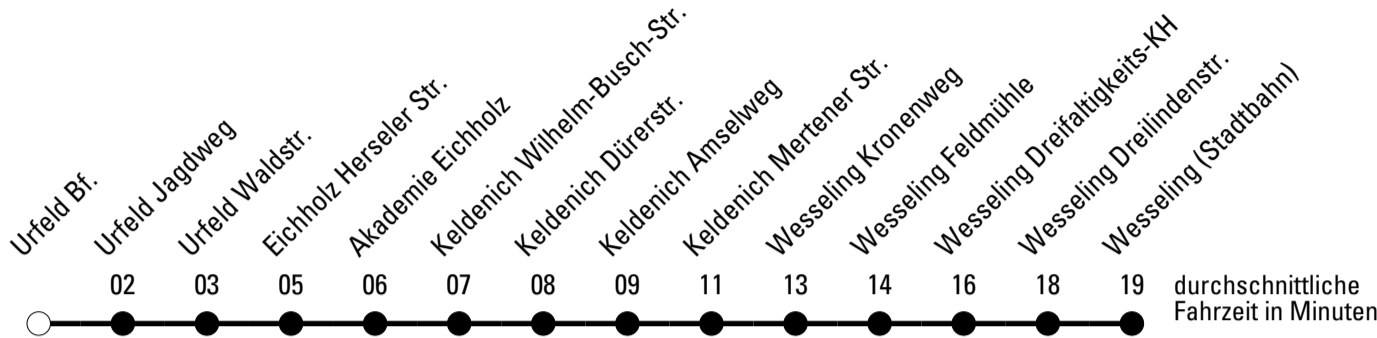 Urfeld Bf.
Urfeld Jagdweg
Urfeld Waldstr.
Eichholz Herseler Str.
Akademie Eichholz
Keldenich Wilhelm-Busch-Str.
Keldenich Dürerstr.
Keldenich Amselweg
Keldenich Mertener Str.
Wesseling Kronenweg
Wesseling Feldmühle
Wesseling Dreifaltigkeits-KH
Wesseling Dreilindenstr.
Wesseling (Stadtbahn)
02 03 05 06 07 08 09 11 13 14 16 18 19
durchschnittliche
Fahrzeit in Minuten